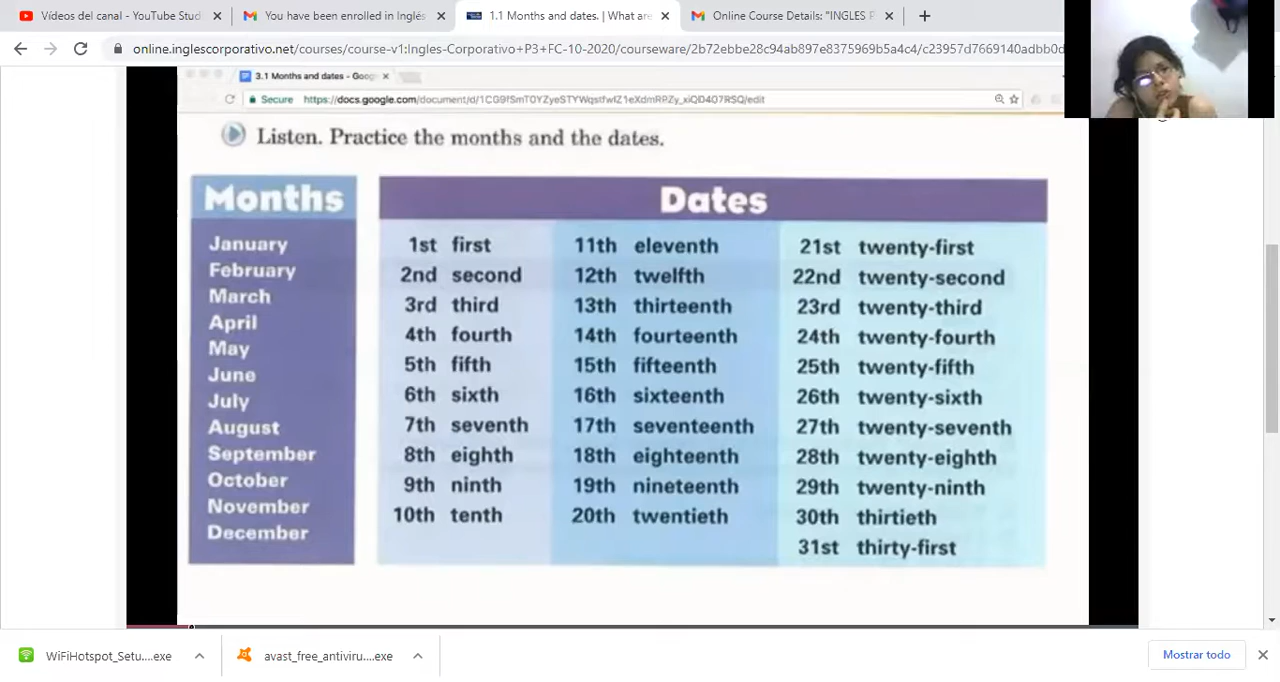 Vídeos del canal - YouTube Stud
You have been enrolled in Inglés
1.1 Months and dates. | What are
Online Course Details: "INGLES P
online.inglescorporativo.net/courses/course-v1:Ingles-Corporativo+P3+FC-10-2020/courseware/2b72ebbe28c94ab897e8375969b5a4c4/c23957d7669140adbb0d
3.1 Months and dates - Goog
Secure https://docs.google.com/document/d/
Listen. Practice the months and the dates.
Months
January
February
March
April
May
June
July
August
September
October
November
December
Dates
1st first
2nd second
3rd third
4th fourth
5th fifth
6th sixth
7th seventh
8th eighth
9th ninth
10th tenth
11th eleventh
12th twelfth
13th thirteenth
14th fourteenth
15th fifteenth
16th sixteenth
17th seventeenth
18th eighteenth
19th nineteenth
20th twentieth
21st twenty-first
22nd twenty-second
23rd twenty-third
24th twenty-fourth
25th twenty-fifth
26th twenty-sixth
27th twenty-seventh
28th twenty-eighth
29th twenty-ninth
30th thirtieth
31st thirty-first
WiFiHotspot_Setu....exe
avast_free_antiviru....exe
Mostrar todo